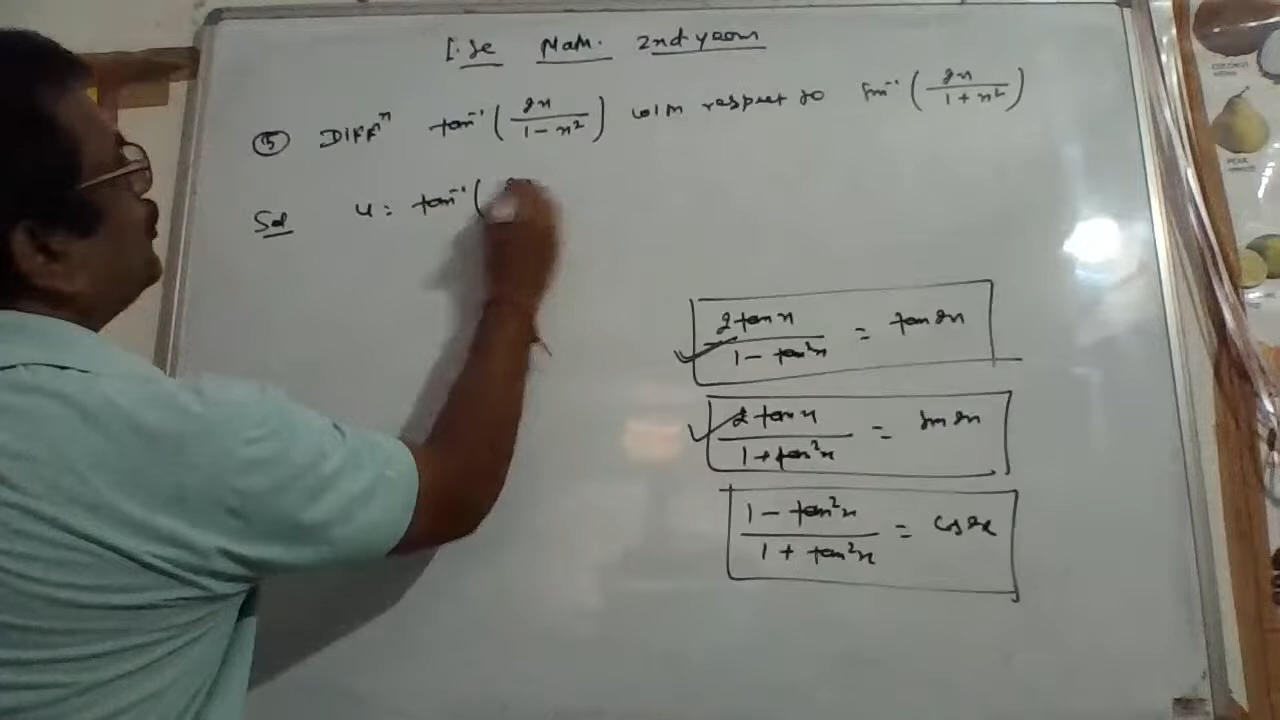 I.Se Math. 2nd year
⑤ DIFFⁿ tan⁻¹ (2x / 1 - x²) with respect to Sin⁻¹ (2x / 1 + x²)
Sol u = tan⁻¹ (2x
2 tan x / 1 - tan²x = tan 2x
2 tan x / 1 + tan²x = sin 2x
1 - tan²x / 1 + tan²x = cos 2x